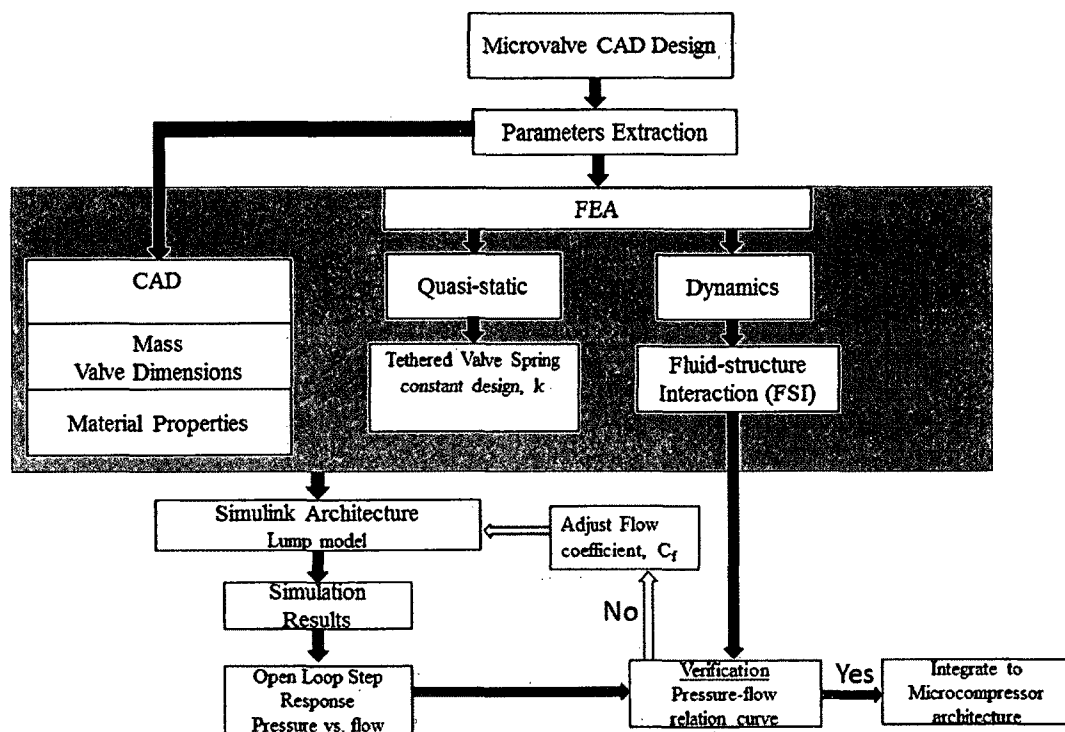 Microvalve CAD Design
Parameters Extraction
FEA
CAD
Mass
Valve Dimensions
Material Properties
Quasi-static
Tethered Valve Spring
constant design, k
Dynamics
Fluid-structure
Interaction (FSI)
Simulink Architecture
Lump model
Adjust Flow
coefficient, Cf
Simulation
Results
No
Open Loop Step
Response
Pressure vs. flow
Verification
Pressure-flow
relation curve
Yes
Integrate to
Microcompressor
architecture